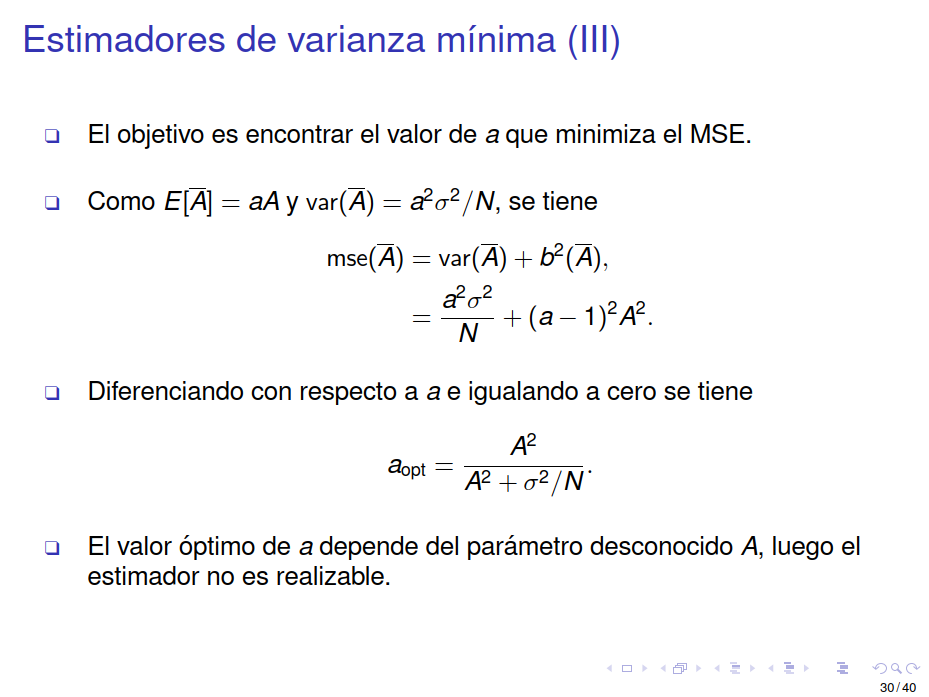 Estimadores de varianza mínima (III)
❑ El objetivo es encontrar el valor de a que minimiza el MSE.
❑ Como E[A̅] = aA y var(A̅) = a²σ²/N, se tiene
mse(A̅) = var(A̅) + b²(A̅),
= a²σ²/N + (a − 1)²A².
❑ Diferenciando con respecto a a e igualando a cero se tiene
a_opt = A²/(A² + σ²/N).
❑ El valor óptimo de a depende del parámetro desconocido A, luego el
estimador no es realizable.
30 / 40